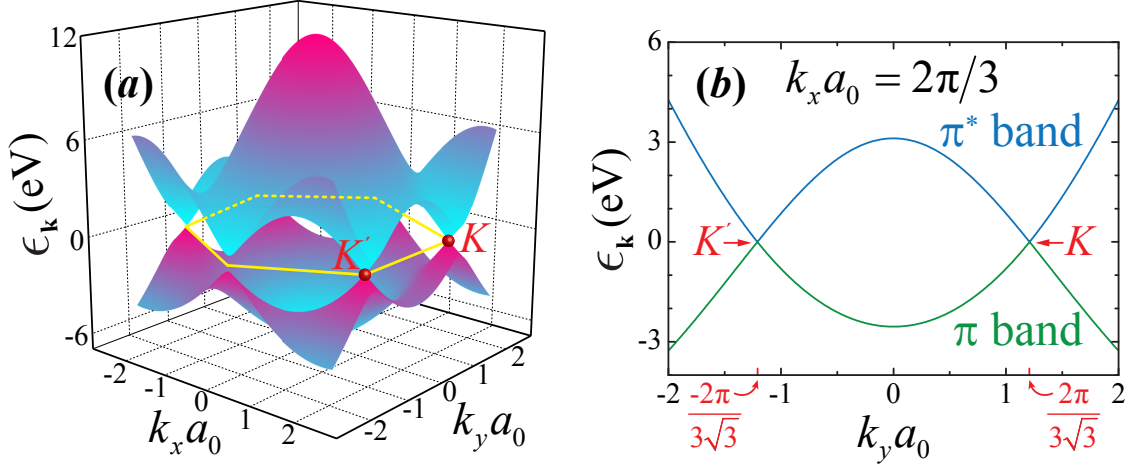 (a)
12
6
0
-6
ϵ_k (eV)
K′
K
-2
-1
0
1
2
k_x a_0
-2
-1
0
1
2
k_y a_0
(b)
k_x a_0 = 2π/3
6
3
0
-3
ϵ_k (eV)
π* band
K′
K
π band
-2
-1
0
1
2
-2π
3√3
k_y a_0
2π
3√3